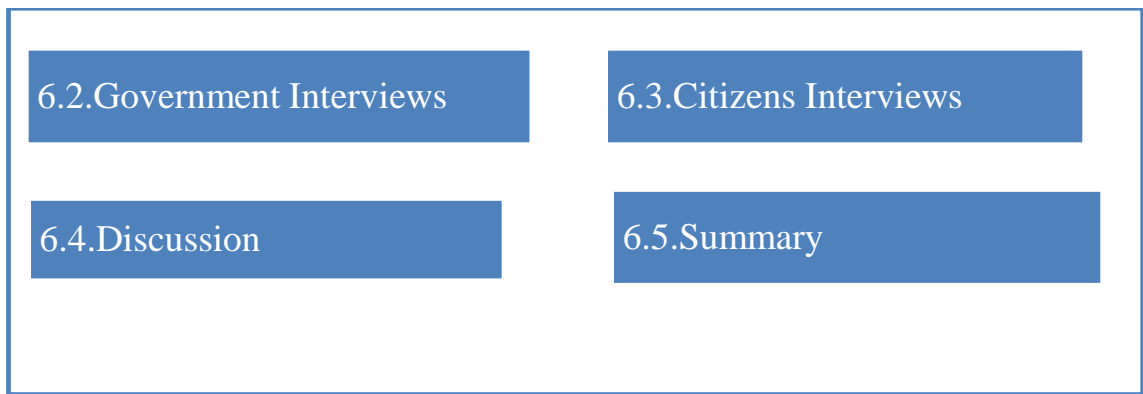 6.2.Government Interviews
6.3.Citizens Interviews
6.4.Discussion
6.5.Summary